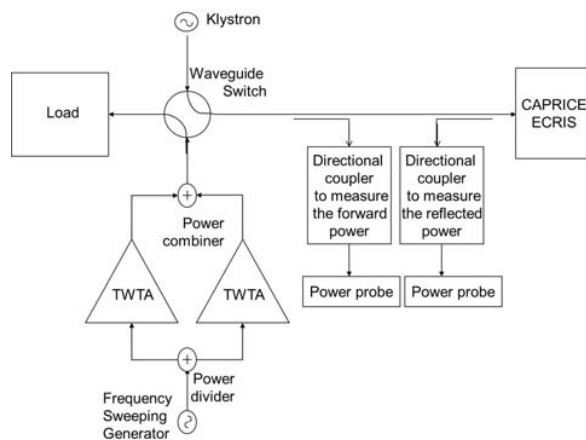 Klystron
Waveguide
Switch
Load
CAPRICE
ECRIS
Directional
coupler
to measure
the forward
power
Directional
coupler
to measure
the reflected
power
Power
combiner
TWTA
TWTA
Power probe
Power probe
Power
divider
Frequency
Sweeping
Generator